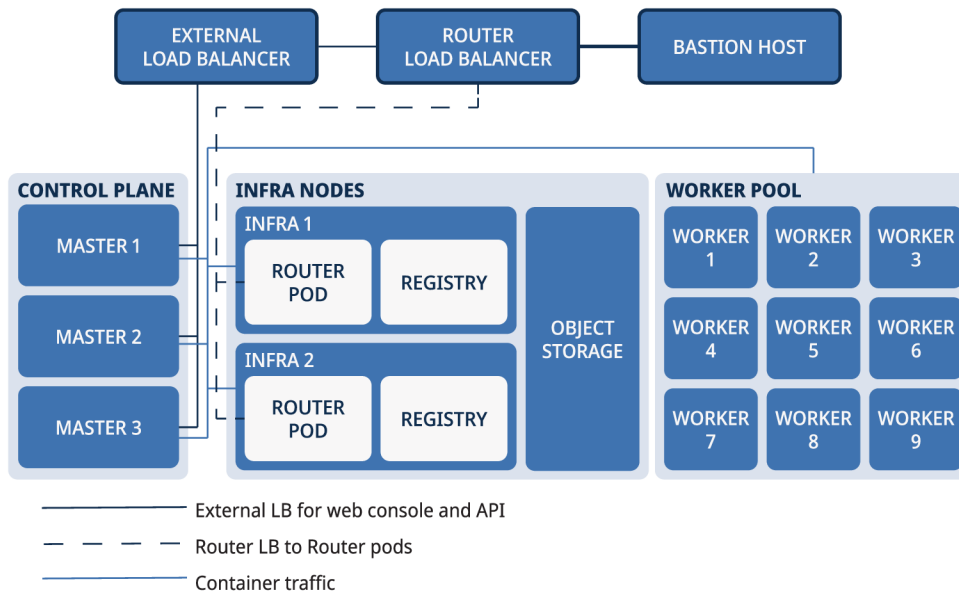 EXTERNAL
LOAD BALANCER
ROUTER
LOAD BALANCER
BASTION HOST
CONTROL PLANE
MASTER 1
MASTER 2
MASTER 3
INFRA NODES
INFRA 1
ROUTER
POD
REGISTRY
INFRA 2
ROUTER
POD
REGISTRY
OBJECT
STORAGE
WORKER POOL
WORKER
1
WORKER
2
WORKER
3
WORKER
4
WORKER
5
WORKER
6
WORKER
7
WORKER
8
WORKER
9
External LB for web console and API
Router LB to Router pods
Container traffic